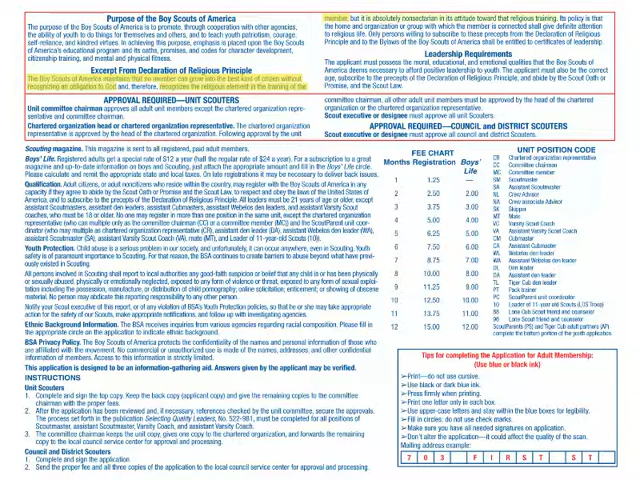 Purpose of the Boy Scouts of America
The purpose of the Boy Scouts of America is to promote, through cooperation with other agencies,
the ability of youth to do things for themselves and others, and to teach youth patriotism, courage,
self-reliance, and kindred virtues. In achieving this purpose, emphasis is placed upon the Boy Scouts
of America's educational program and its oaths, promises, and codes for character development,
citizenship training, and mental and physical fitness.
Excerpt From Declaration of Religious Principle
The Boy Scouts of America maintains that no member can grow into the best kind of citizen without
recognizing an obligation to God and, therefore, recognizes the religious element in the training of the
member, but it is absolutely nonsectarian in its attitude toward that religious training. Its policy is that
the home and organization or group with which the member is connected shall give definite attention
to religious life. Only persons willing to subscribe to these precepts from the Declaration of Religious
Principle and to the Bylaws of the Boy Scouts of America shall be entitled to certificates of leadership.
Leadership Requirements
The applicant must possess the moral, educational, and emotional qualities that the Boy Scouts of
America deems necessary to afford positive leadership to youth. The applicant must also be the correct
age, subscribe to the precepts of the Declaration of Religious Principle, and abide by the Scout Oath or
Promise, and the Scout Law.
APPROVAL REQUIRED—UNIT SCOUTERS
Unit committee chairman approves all adult members except the chartered organization repre-
sentative and committee chairman.
Chartered organization head or chartered organization representative. The chartered organization
representative is approved by the head of the chartered organization. Following approval by the unit
committee chairman, all other adult unit members must be approved by the head of the chartered
organization or the chartered organization representative.
Scout executive or designee must approve all unit Scouters.
APPROVAL REQUIRED—COUNCIL and DISTRICT SCOUTERS
Scout executive or designee must approve all council and district Scouters.
Scouting magazine. This magazine is sent to all registered, paid adult members.
Boys' Life. Registered adults get a special rate of $12 a year (half the regular rate of $24 a year). For a subscription to a great
magazine and up-to-date information on boys and Scouting, just attach the appropriate amount and fill in the Boys' Life circle.
Please calculate and remit the appropriate state and local taxes. On late registrations it may be necessary to deliver back issues.
Qualification. Adult citizens, or adult noncitizens who reside within the country, may register with the Boy Scouts of America in any
capacity if they agree to abide by the Scout Oath or Promise and the Scout Law, to respect and obey the laws of the United States of
America, and to subscribe to the precepts of the Declaration of Religious Principle. All leaders must be 21 years of age or older, except
assistant Scoutmasters, assistant den leaders, assistant Cubmasters, assistant Webelos den leaders, and assistant Varsity Scout
coaches, who must be 18 or older. No one may register in more than one position in the same unit, except the chartered organization
representative (who can multiple only as the committee chairman (CC) or a committee member (MC)) and the ScoutParent unit coor-
dinator (who may multiple as chartered organization representative (CR), assistant den leader (DA), assistant Webelos den leader (WA),
assistant Scoutmaster (SA), assistant Varsity Scout Coach (VA), mate (MT), and Leader of 11-year-old Scouts (10)).
Youth Protection. Child abuse is a serious problem in our society, and unfortunately, it can occur anywhere, even in Scouting. Youth
safety is of paramount importance to Scouting. For that reason, the BSA continues to create barriers to abuse beyond what have previ-
ously existed in Scouting.
All persons involved in Scouting shall report to local authorities any good-faith suspicion or belief that any child is or has been physically
or sexually abused, physically or emotionally neglected, exposed to any form of violence or threat, exposed to any form of sexual exploi-
tation including the possession, manufacture, or distribution of child pornography; online solicitation; enticement; or showing of obscene
material. No person may abdicate this reporting responsibility to any other person.
Notify your Scout executive of this report, or of any violation of BSA's Youth Protection policies, so that he or she may take appropriate
action for the safety of our Scouts, make appropriate notifications, and follow up with investigating agencies.
Ethnic Background Information. The BSA receives inquiries from various agencies regarding racial composition. Please fill in
the appropriate circle on the application to indicate ethnic background.
BSA Privacy Policy. The Boy Scouts of America protects the confidentiality of the names and personal information of those who
are affiliated with the movement. No commercial or unauthorized use is made of the names, addresses, and other confidential
information of members. Access to this information is strictly limited.
This application is designed to be an information-gathering aid. Answers given by the applicant may be verified.
INSTRUCTIONS
Unit Scouters
1. Complete and sign the top copy. Keep the back copy (applicant copy) and give the remaining copies to the committee
chairman with the proper fees.
2. After the application has been reviewed and, if necessary, references checked by the unit committee, secure the approvals.
The process set forth in the publication Selecting Quality Leaders, No. 522-981, must be completed for all positions of
Scoutmaster, assistant Scoutmaster, Varsity Coach, and assistant Varsity Coach.
3. The committee chairman keeps the unit copy, gives one copy to the chartered organization, and forwards the remaining
copy to the local council service center for approval and processing.
Council and District Scouters
1. Complete and sign the application
2. Send the proper fee and all three copies of the application to the local council service center for approval and processing.
FEE CHART
Months Registration Boys' Life
1 1.25 —
2 2.50 2.00
3 3.75 3.00
4 5.00 4.00
5 6.25 5.00
6 7.50 6.00
7 8.75 7.00
8 10.00 8.00
9 11.25 9.00
10 12.50 10.00
11 13.75 11.00
12 15.00 12.00
UNIT POSITION CODE
CR Chartered organization representative
CC Committee chairman
MC Committee member
SM Scoutmaster
SA Assistant Scoutmaster
NL Crew Advisor
NA Crew associate Advisor
SK Skipper
MT Mate
VC Varsity Scout Coach
VA Assistant Varsity Scout Coach
CM Cubmaster
CA Assistant Cubmaster
WL Webelos den leader
WA Assistant Webelos den leader
DL Den leader
DA Assistant den leader
TL Tiger Cub den leader
PT Pack trainer
PC ScoutParent unit coordinator
10 Leader of 11-year-old Scouts (LDS Troop)
88 Lone Cub Scout friend and counselor
96 Lone Scout friend and counselor
ScoutParents (PS) and Tiger Cub adult partners (AP)
complete the bottom portion of the youth application.
Tips for completing the Application for Adult Membership:
(Use blue or black ink)
➢Print—do not use cursive.
➢Use black or dark blue ink.
➢Press firmly when printing.
➢Print one letter only in each box.
➢Use upper-case letters and stay within the blue boxes for legibility.
➢Fill in circles; do not use check marks.
➢Make sure you have all needed signatures on application.
➢Don't alter the application—it could affect the quality of the scan.
Mailing address example:
7 0 3 F I R S T S T